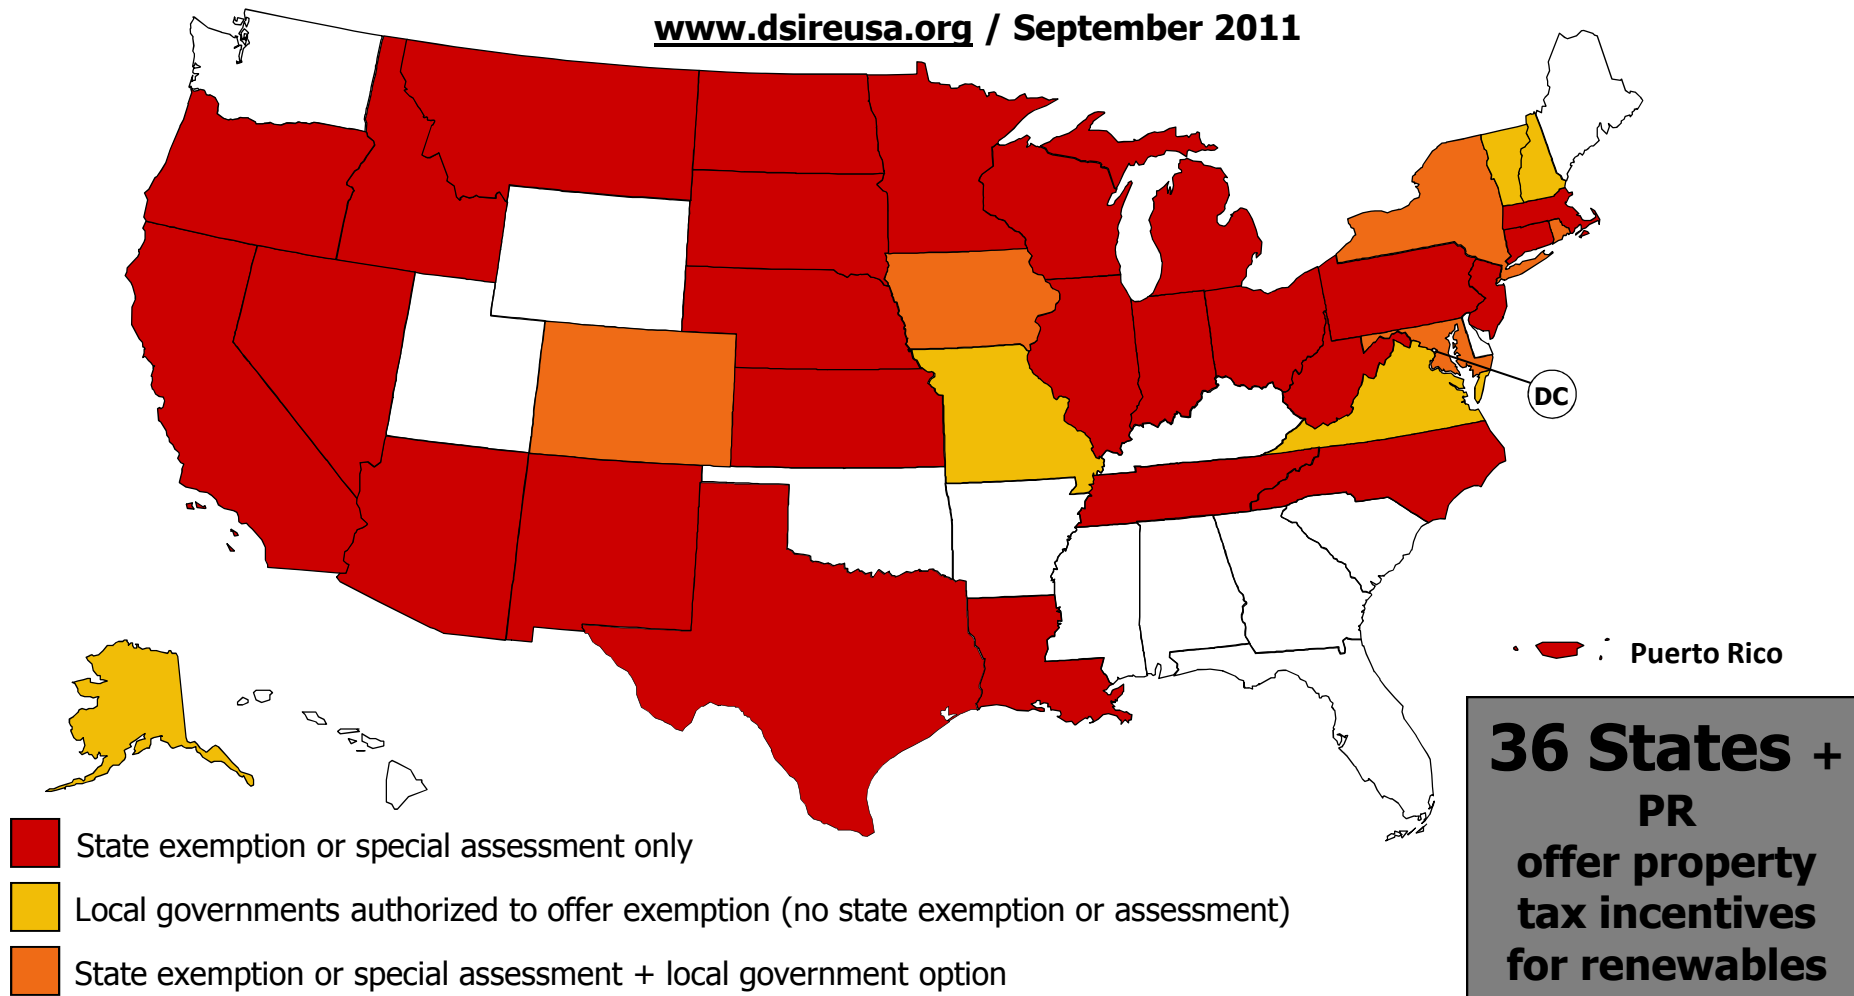 www.dsireusa.org / September 2011
DC
Puerto Rico
36 States +
PR
offer property
tax incentives
for renewables
State exemption or special assessment only
Local governments authorized to offer exemption (no state exemption or assessment)
State exemption or special assessment + local government option